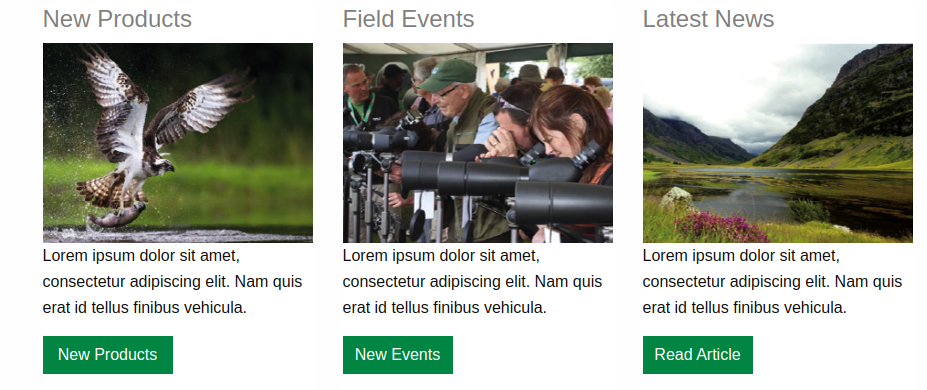 New Products
Field Events
Latest News
Lorem ipsum dolor sit amet,
consectetur adipiscing elit. Nam quis
erat id tellus finibus vehicula.
Lorem ipsum dolor sit amet,
consectetur adipiscing elit. Nam quis
erat id tellus finibus vehicula.
Lorem ipsum dolor sit amet,
consectetur adipiscing elit. Nam quis
erat id tellus finibus vehicula.
New Products
New Events
Read Article